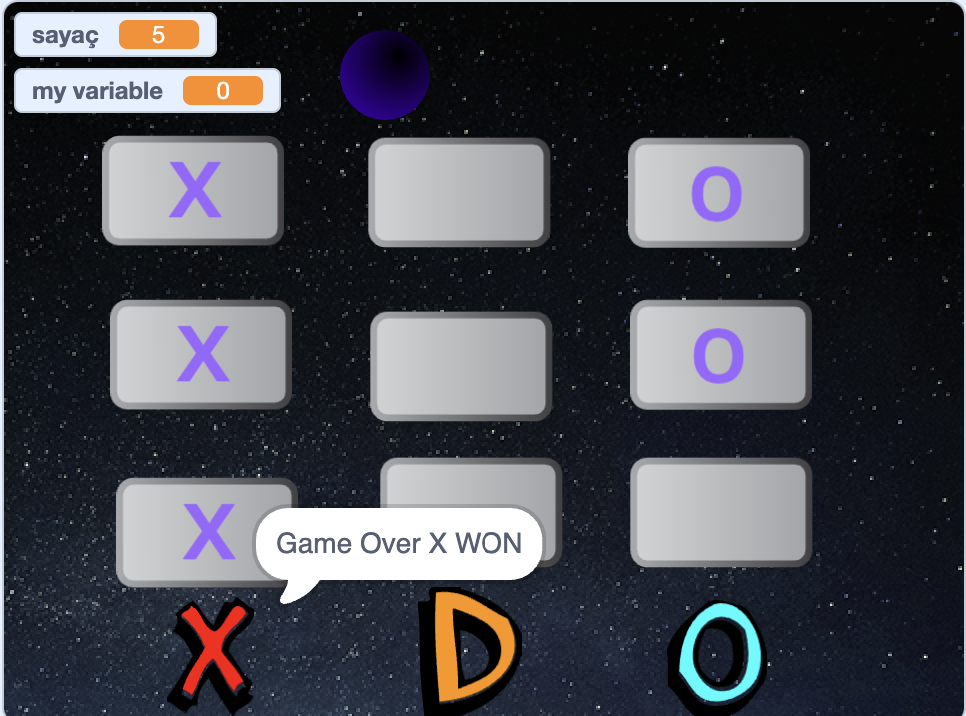 sayaç 5
my variable 0
X O
X O
X
Game Over X WON
X D O